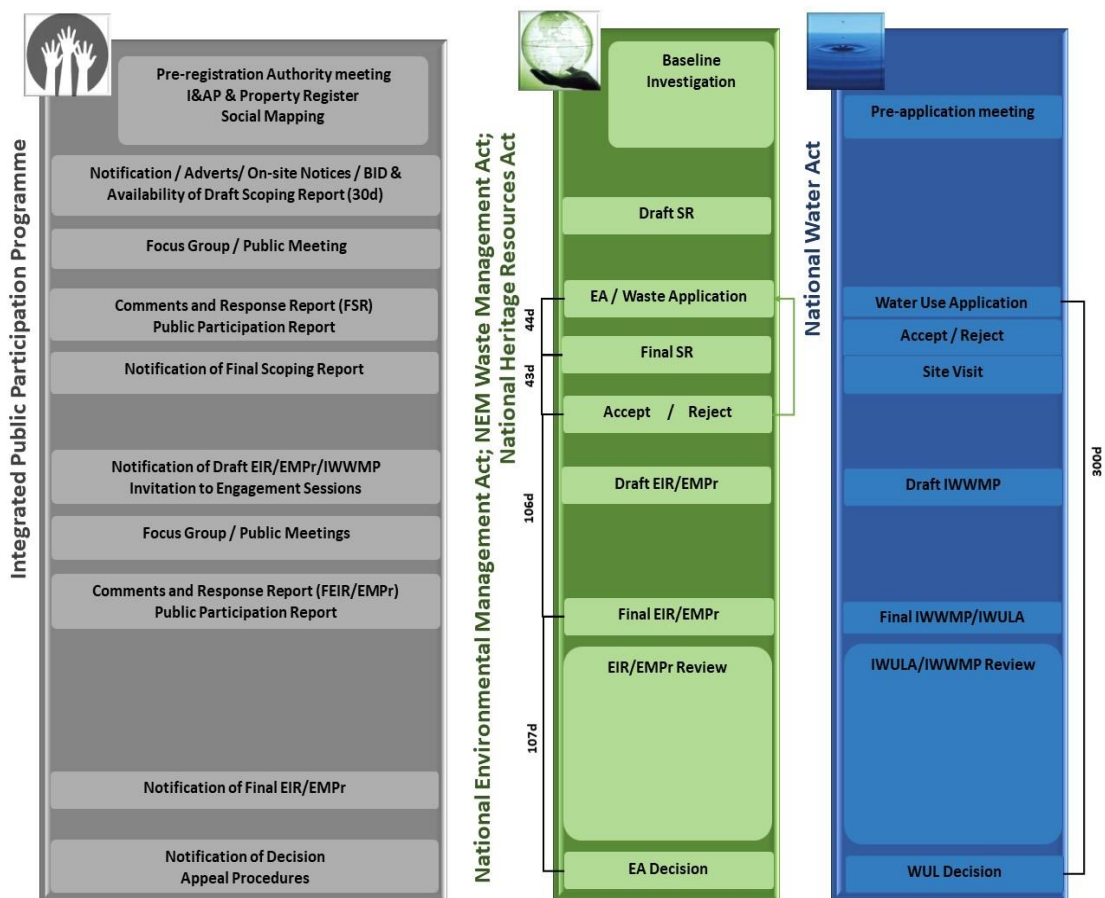 Integrated Public Participation Programme
Pre-registration Authority meeting
I&AP & Property Register
Social Mapping
Notification / Adverts/ On-site Notices / BID &
Availability of Draft Scoping Report (30d)
Focus Group / Public Meeting
Comments and Response Report (FSR)
Public Participation Report
Notification of Final Scoping Report
Notification of Draft EIR/EMPr/IWWMP
Invitation to Engagement Sessions
Focus Group / Public Meetings
Comments and Response Report (FEIR/EMPr)
Public Participation Report
Notification of Final EIR/EMPr
Notification of Decision
Appeal Procedures
National Environmental Management Act; NEM Waste Management Act;
National Heritage Resources Act
Baseline
Investigation
Draft SR
EA / Waste Application
44d
Final SR
43d
Accept / Reject
Draft EIR/EMPr
106d
Final EIR/EMPr
EIR/EMPr Review
107d
EA Decision
National Water Act
Pre-application meeting
Water Use Application
Accept / Reject
Site Visit
300d
Draft IWWMP
Final IWWMP/IWULA
IWULA/IWWMP Review
WUL Decision